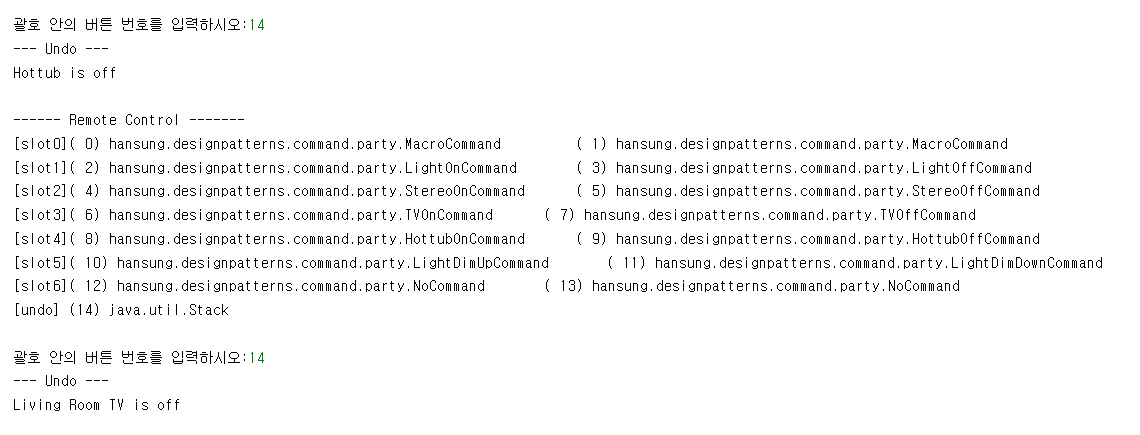 괄호 안의 버튼 번호를 입력하시오:14
--- Undo ---
Hottub is off
------ Remote Control -------
[slot0]( 0) hansung.designpatterns.command.party.MacroCommand ( 1) hansung.designpatterns.command.party.MacroCommand
[slot1]( 2) hansung.designpatterns.command.party.LightOnCommand ( 3) hansung.designpatterns.command.party.LightOffCommand
[slot2]( 4) hansung.designpatterns.command.party.StereoOnCommand ( 5) hansung.designpatterns.command.party.StereoOffCommand
[slot3]( 6) hansung.designpatterns.command.party.TVOnCommand ( 7) hansung.designpatterns.command.party.TVOffCommand
[slot4]( 8) hansung.designpatterns.command.party.HottubOnCommand ( 9) hansung.designpatterns.command.party.HottubOffCommand
[slot5]( 10) hansung.designpatterns.command.party.LightDimUpCommand ( 11) hansung.designpatterns.command.party.LightDimDownCommand
[slot6]( 12) hansung.designpatterns.command.party.NoCommand ( 13) hansung.designpatterns.command.party.NoCommand
[undo] (14) java.util.Stack
괄호 안의 버튼 번호를 입력하시오:14
--- Undo ---
Living Room TV is off